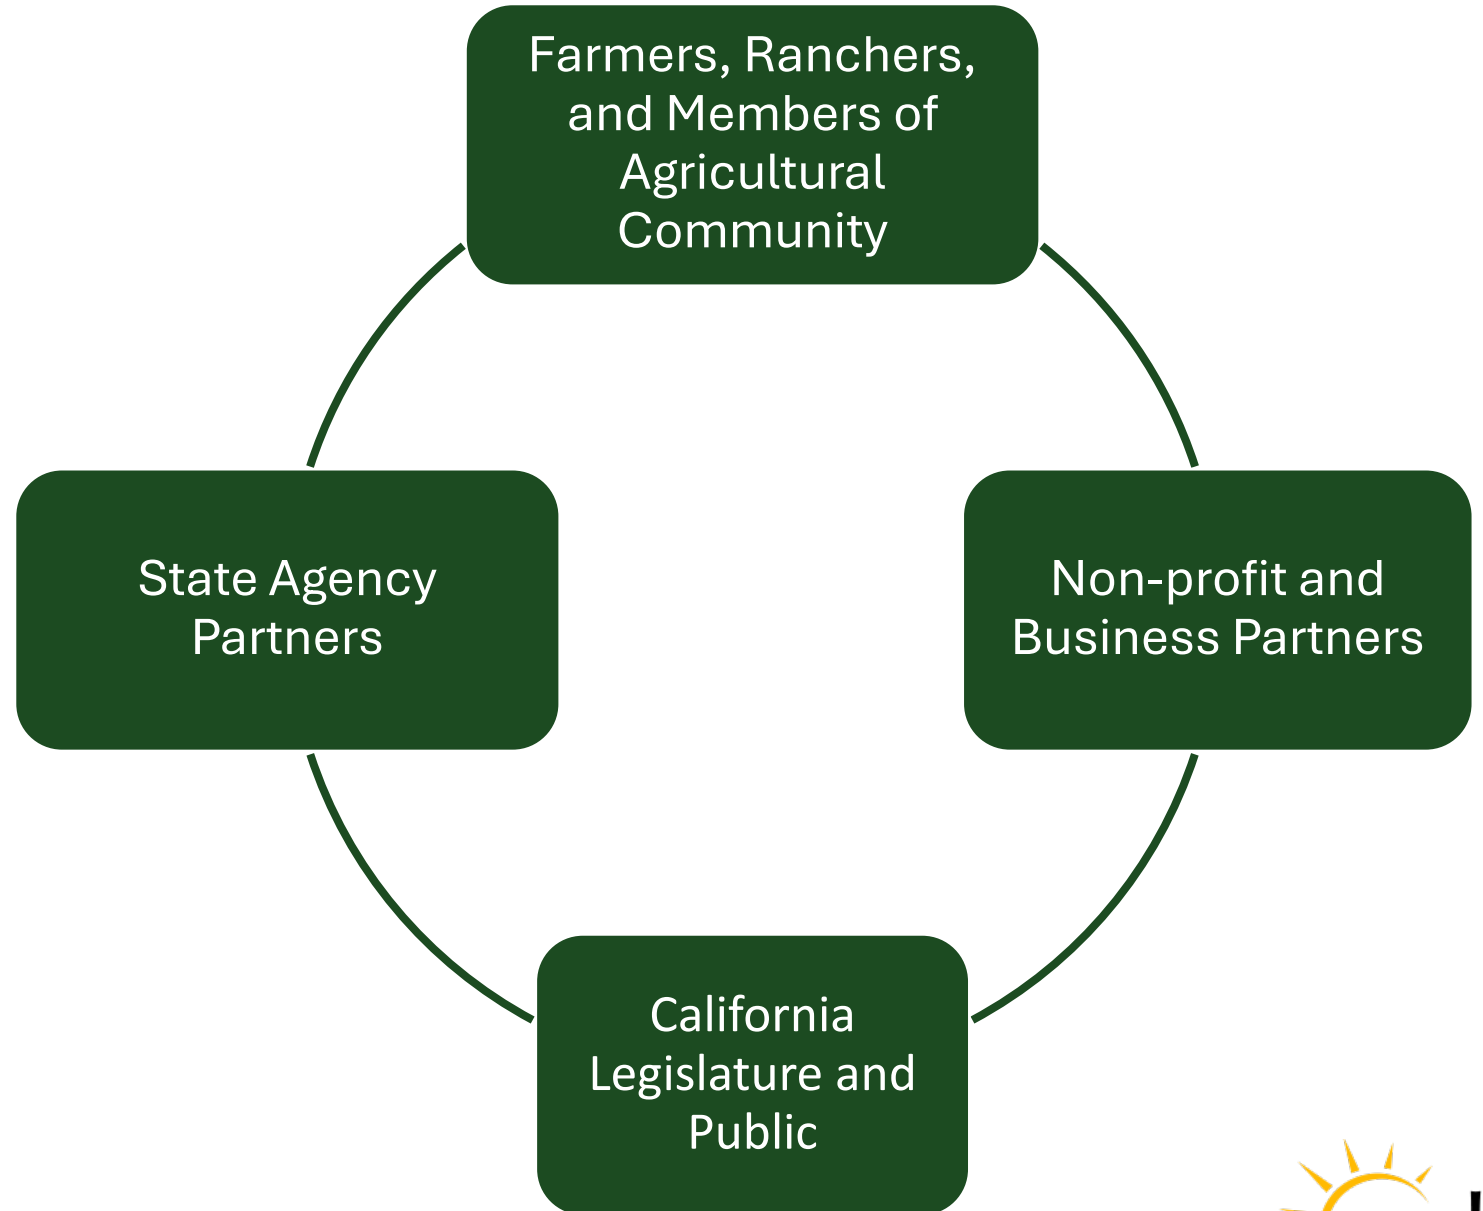 Farmers, Ranchers,
and Members of
Agricultural
Community
State Agency
Partners
Non-profit and
Business Partners
California
Legislature and
Public